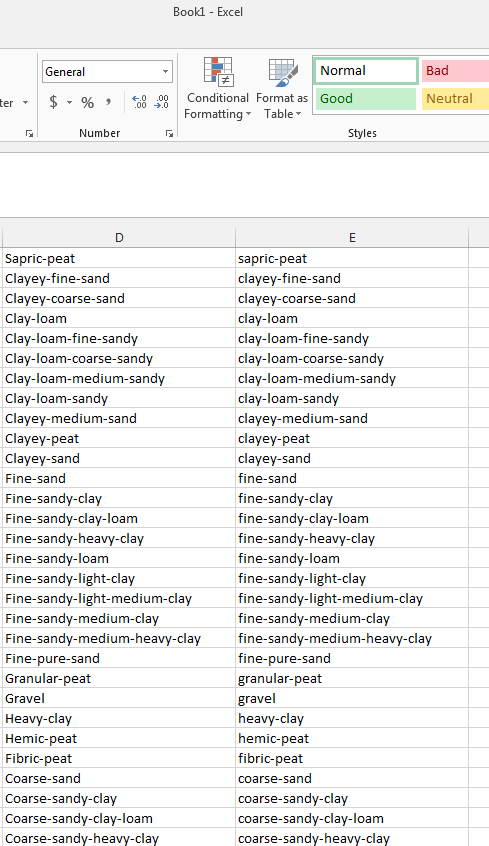 Book1 - Excel
General
Conditional Formatting
Format as Table
Normal
Bad
Good
Neutral
ter
$ % , .00 .00
Number
Styles
D E
Sapric-peat sapric-peat
Clayey-fine-sand clayey-fine-sand
Clayey-coarse-sand clayey-coarse-sand
Clay-loam clay-loam
Clay-loam-fine-sandy clay-loam-fine-sandy
Clay-loam-coarse-sandy clay-loam-coarse-sandy
Clay-loam-medium-sandy clay-loam-medium-sandy
Clay-loam-sandy clay-loam-sandy
Clayey-medium-sand clayey-medium-sand
Clayey-peat clayey-peat
Clayey-sand clayey-sand
Fine-sand fine-sand
Fine-sandy-clay fine-sandy-clay
Fine-sandy-clay-loam fine-sandy-clay-loam
Fine-sandy-heavy-clay fine-sandy-heavy-clay
Fine-sandy-loam fine-sandy-loam
Fine-sandy-light-clay fine-sandy-light-clay
Fine-sandy-light-medium-clay fine-sandy-light-medium-clay
Fine-sandy-medium-clay fine-sandy-medium-clay
Fine-sandy-medium-heavy-clay fine-sandy-medium-heavy-clay
Fine-pure-sand fine-pure-sand
Granular-peat granular-peat
Gravel gravel
Heavy-clay heavy-clay
Hemic-peat hemic-peat
Fibric-peat fibric-peat
Coarse-sand coarse-sand
Coarse-sandy-clay coarse-sandy-clay
Coarse-sandy-clay-loam coarse-sandy-clay-loam
Coarse-sandy-heavy-clay coarse-sandy-heavy-clay